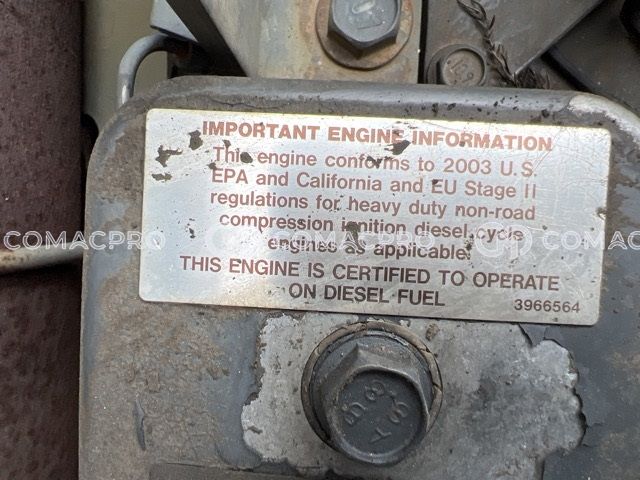 IMPORTANT ENGINE INFORMATION
This engine conforms to 2003 U.S.
EPA and California and EU Stage II
regulations for heavy duty non-road
compression ignition diesel cycle
engines as applicable.
THIS ENGINE IS CERTIFIED TO OPERATE
ON DIESEL FUEL
3966564
COMACPRO
COMACPRO
COMACPRO